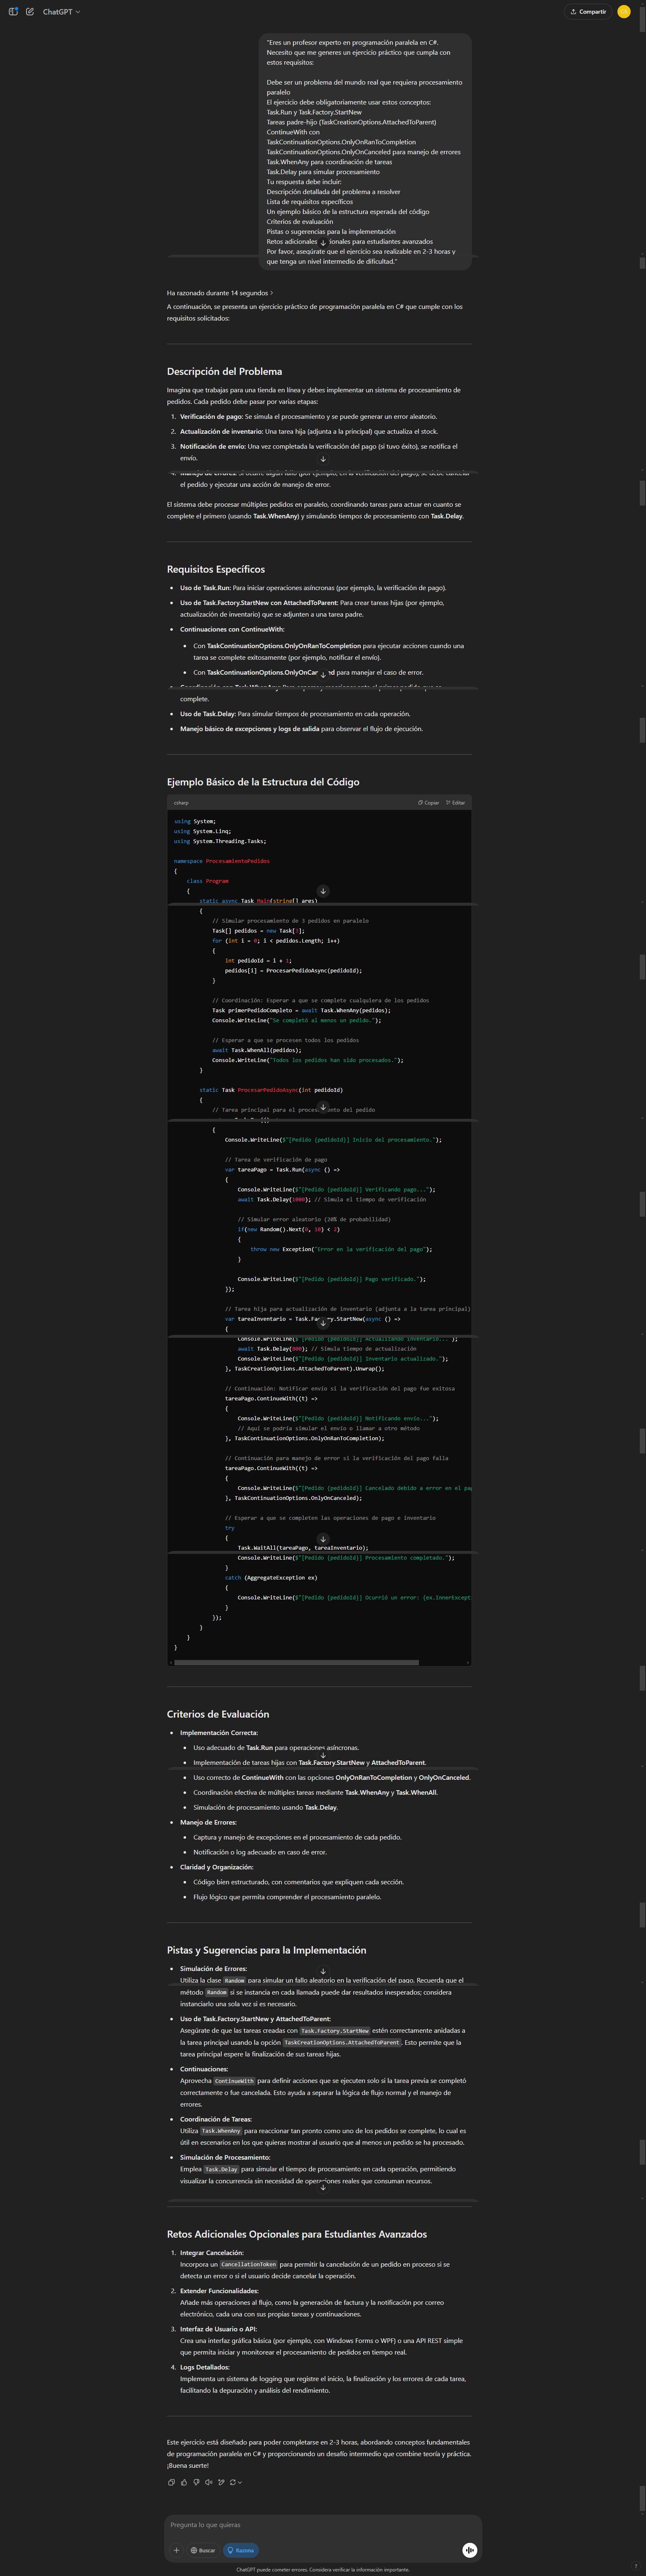 ChatGPT
Compartir
"Eres un profesor experto en programación paralela en C#.
Necesito que me generes un ejercicio práctico que cumpla con
estos requisitos:
Debe ser un problema del mundo real que requiera procesamiento
paralelo
El ejercicio debe obligatoriamente usar estos conceptos:
Task.Run y Task.Factory.StartNew
Tareas padre-hijo (TaskCreationOptions.AttachedToParent)
ContinueWith con
TaskContinuationOptions.OnlyOnRanToCompletion
TaskContinuationOptions.OnlyOnCanceled para manejo de errores
Task.WhenAny para coordinación de tareas
Task.Delay para simular procesamiento
Tu respuesta debe incluir:
Descripción detallada del problema a resolver
Lista de requisitos específicos
Un ejemplo básico de la estructura esperada del código
Criterios de evaluación
Pistas o sugerencias para la implementación
Retos adicionales ionales para estudiantes avanzados
Por favor, asegúrate que el ejercicio sea realizable en 2-3 horas y
que tenga un nivel intermedio de dificultad."
Ha razonado durante 14 segundos
A continuación, se presenta un ejercicio práctico de programación paralela en C# que cumple con los
requisitos solicitados:
Descripción del Problema
Imagina que trabajas para una tienda en línea y debes implementar un sistema de procesamiento de
pedidos. Cada pedido debe pasar por varias etapas:
1. Verificación de pago: Se simula el procesamiento y se puede generar un error aleatorio.
2. Actualización de inventario: Una tarea hija (adjunta a la principal) que actualiza el stock.
3. Notificación de envío: Una vez completada la verificación del pago (si tuvo éxito), se notifica el
envío.
4. Manejo de errores: Si ocurre algún fallo (por ejemplo, en la verificación del pago), se debe cancelar
el pedido y ejecutar una acción de manejo de error.
El sistema debe procesar múltiples pedidos en paralelo, coordinando tareas para actuar en cuanto se
complete el primero (usando Task.WhenAny) y simulando tiempos de procesamiento con Task.Delay.
Requisitos Específicos
• Uso de Task.Run: Para iniciar operaciones asíncronas (por ejemplo, la verificación de pago).
• Uso de Task.Factory.StartNew con AttachedToParent: Para crear tareas hijas (por ejemplo,
actualización de inventario) que se adjunten a una tarea padre.
• Continuaciones con ContinueWith:
• Con TaskContinuationOptions.OnlyOnRanToCompletion para ejecutar acciones cuando una
tarea se complete exitosamente (por ejemplo, notificar el envío).
• Con TaskContinuationOptions.OnlyOnCan ed para manejar el caso de error.
complete.
• Uso de Task.Delay: Para simular tiempos de procesamiento en cada operación.
• Manejo básico de excepciones y logs de salida para observar el flujo de ejecución.
Ejemplo Básico de la Estructura del Código
csharp
Copiar Editar
using System;
using System.Linq;
using System.Threading.Tasks;
namespace ProcesamientoPedidos
{
class Program
{
static async Task Main(string[] args)
{
// Simular procesamiento de 3 pedidos en paralelo
Task[] pedidos = new Task[3];
for (int i = 0; i < pedidos.Length; i++)
{
int pedidoId = i + 1;
pedidos[i] = ProcesarPedidoAsync(pedidoId);
}
// Coordinación: Esperar a que se complete cualquiera de los pedidos
Task primerPedidoCompleto = await Task.WhenAny(pedidos);
Console.WriteLine("Se completó al menos un pedido.");
// Esperar a que se procesen todos los pedidos
await Task.WhenAll(pedidos);
Console.WriteLine("Todos los pedidos han sido procesados.");
}
static Task ProcesarPedidoAsync(int pedidoId)
{
// Tarea principal para el proces nto del pedido
{
Console.WriteLine($"[Pedido {pedidoId}] Inicio del procesamiento.");
// Tarea de verificación de pago
var tareaPago = Task.Run(async () =>
{
Console.WriteLine($"[Pedido {pedidoId}] Verificando pago...");
await Task.Delay(1000); // Simula el tiempo de verificación
// Simular error aleatorio (20% de probabilidad)
if(new Random().Next(0, 10) < 2)
{
throw new Exception("Error en la verificación del pago");
}
Console.WriteLine($"[Pedido {pedidoId}] Pago verificado.");
});
// Tarea hija para actualización de inventario (adjunta a la tarea principal)
var tareaInventario = Task.Fac ry.StartNew(async () =>
{
Console.WriteLine($"[Pedido {pedidoId}] Actualizando inventario...");
await Task.Delay(800); // Simula tiempo de actualización
Console.WriteLine($"[Pedido {pedidoId}] Inventario actualizado.");
}, TaskCreationOptions.AttachedToParent).Unwrap();
// Continuación: Notificar envío si la verificación del pago fue exitosa
tareaPago.ContinueWith((t) =>
{
Console.WriteLine($"[Pedido {pedidoId}] Notificando envío...");
// Aquí se podría simular el envío o llamar a otro método
}, TaskContinuationOptions.OnlyOnRanToCompletion);
// Continuación para manejo de error si la verificación del pago falla
tareaPago.ContinueWith((t) =>
{
Console.WriteLine($"[Pedido {pedidoId}] Cancelado debido a error en el pa
}, TaskContinuationOptions.OnlyOnCanceled);
// Esperar a que se completen las operaciones de pago e inventario
try
{
Task.WaitAll(tareaPago, tareaInventario);
Console.WriteLine($"[Pedido {pedidoId}] Procesamiento completado.");
}
catch (AggregateException ex)
{
Console.WriteLine($"[Pedido {pedidoId}] Ocurrió un error: {ex.InnerExcept
}
});
}
}
}
Criterios de Evaluación
• Implementación Correcta:
• Uso adecuado de Task.Run para operaciones asíncronas.
• Implementación de tareas hijas con Task.Factory.StartNew y AttachedToParent.
• Uso correcto de ContinueWith con las opciones OnlyOnRanToCompletion y OnlyOnCanceled.
• Coordinación efectiva de múltiples tareas mediante Task.WhenAny y Task.WhenAll.
• Simulación de procesamiento usando Task.Delay.
• Manejo de Errores:
• Captura y manejo de excepciones en el procesamiento de cada pedido.
• Notificación o log adecuado en caso de error.
• Claridad y Organización:
• Código bien estructurado, con comentarios que expliquen cada sección.
• Flujo lógico que permita comprender el procesamiento paralelo.
Pistas y Sugerencias para la Implementación
• Simulación de Errores:
Utiliza la clase Random para simular un fallo aleatorio en la verificación del pago. Recuerda que el
método Random si se instancia en cada llamada puede dar resultados inesperados; considera
instanciarlo una sola vez si es necesario.
• Uso de Task.Factory.StartNew y AttachedToParent:
Asegúrate de que las tareas creadas con Task.Factory.StartNew estén correctamente anidadas a
la tarea principal usando la opción TaskCreationOptions.AttachedToParent. Esto permite que la
tarea principal espere la finalización de sus tareas hijas.
• Continuaciones:
Aprovecha ContinueWith para definir acciones que se ejecuten solo si la tarea previa se completó
correctamente o fue cancelada. Esto ayuda a separar la lógica de flujo normal y el manejo de
errores.
• Coordinación de Tareas:
Utiliza Task.WhenAny para reaccionar tan pronto como uno de los pedidos se complete, lo cual es
útil en escenarios en los que quieras mostrar al usuario que al menos un pedido se ha procesado.
• Simulación de Procesamiento:
Emplea Task.Delay para simular el tiempo de procesamiento en cada operación, permitiendo
visualizar la concurrencia sin necesidad de operaciones reales que consuman recursos.
Retos Adicionales Opcionales para Estudiantes Avanzados
1. Integrar Cancelación:
Incorpora un CancellationToken para permitir la cancelación de un pedido en proceso si se
detecta un error o si el usuario decide cancelar la operación.
2. Extender Funcionalidades:
Añade más operaciones al flujo, como la generación de factura y la notificación por correo
electrónico, cada una con sus propias tareas y continuaciones.
3. Interfaz de Usuario o API:
Crea una interfaz gráfica básica (por ejemplo, con Windows Forms o WPF) o una API REST simple
que permita iniciar y monitorear el procesamiento de pedidos en tiempo real.
4. Logs Detallados:
Implementa un sistema de logging que registre el inicio, la finalización y los errores de cada tarea,
facilitando la depuración y análisis del rendimiento.
Este ejercicio está diseñado para poder completarse en 2-3 horas, abordando conceptos fundamentales
de programación paralela en C# y proporcionando un desafío intermedio que combine teoría y práctica.
¡Buena suerte!
Pregunta lo que quieras
Buscar
Razona
ChatGPT puede cometer errores. Considera verificar la información importante.
?